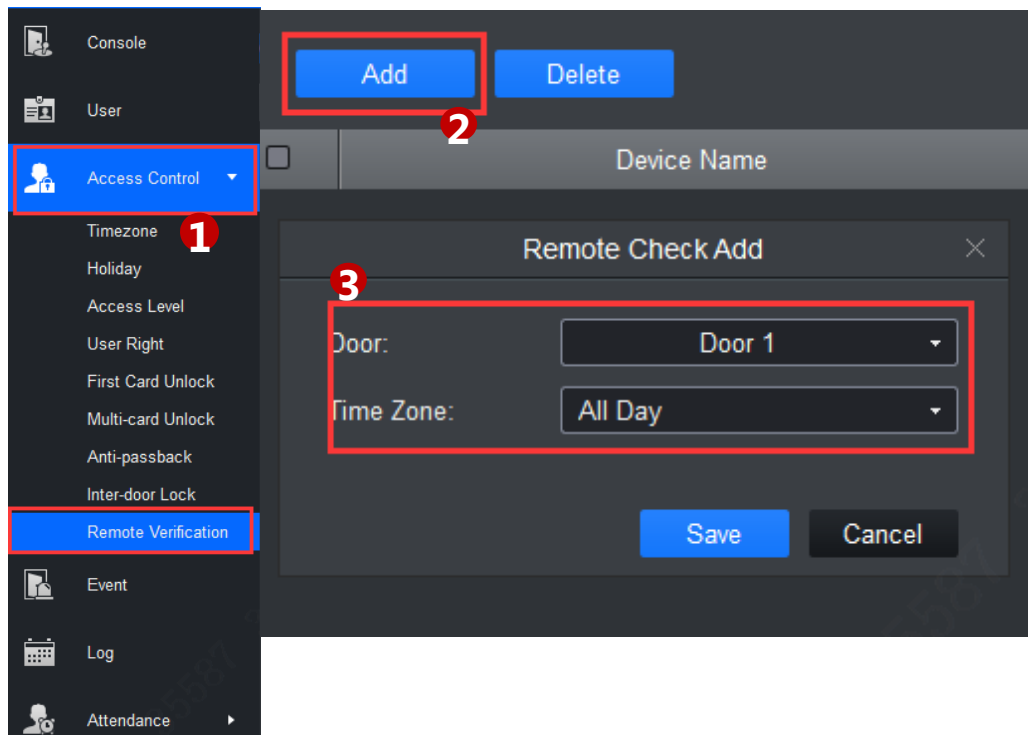 Console
User
Access Control
1
Timezone
Holiday
Access Level
User Right
First Card Unlock
Multi-card Unlock
Anti-passback
Inter-door Lock
Remote Verification
Event
Log
Attendance
Add
Delete
2
Device Name
Remote Check Add
3
Door:
Door 1
Time Zone:
All Day
Save
Cancel